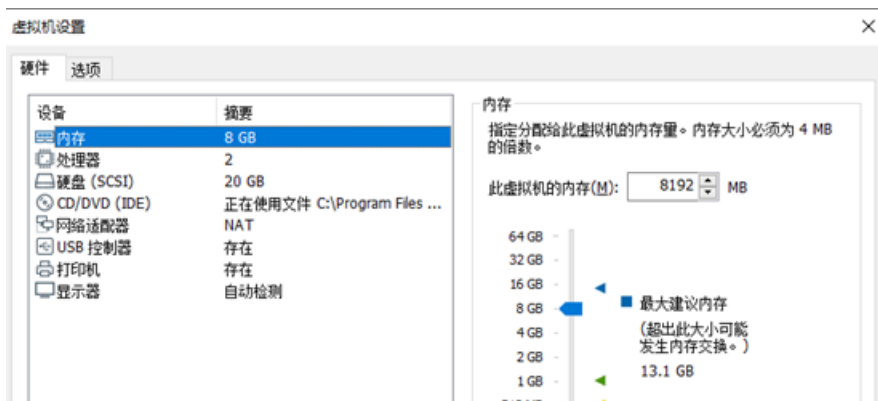 虚拟机设置
硬件 选项
设备 摘要
内存 8 GB
处理器 2
硬盘 (SCSI) 20 GB
CD/DVD (IDE) 正在使用文件 C:\Program Files ...
网络适配器 NAT
USB 控制器 存在
打印机 存在
显示器 自动检测
内存
指定分配给此虚拟机的内存量。内存大小必须为 4 MB
的倍数。
此虚拟机的内存(M): 8192 MB
64 GB
32 GB
16 GB
8 GB
4 GB
2 GB
1 GB
最大建议内存
(超出此大小可能
发生内存交换。)
13.1 GB